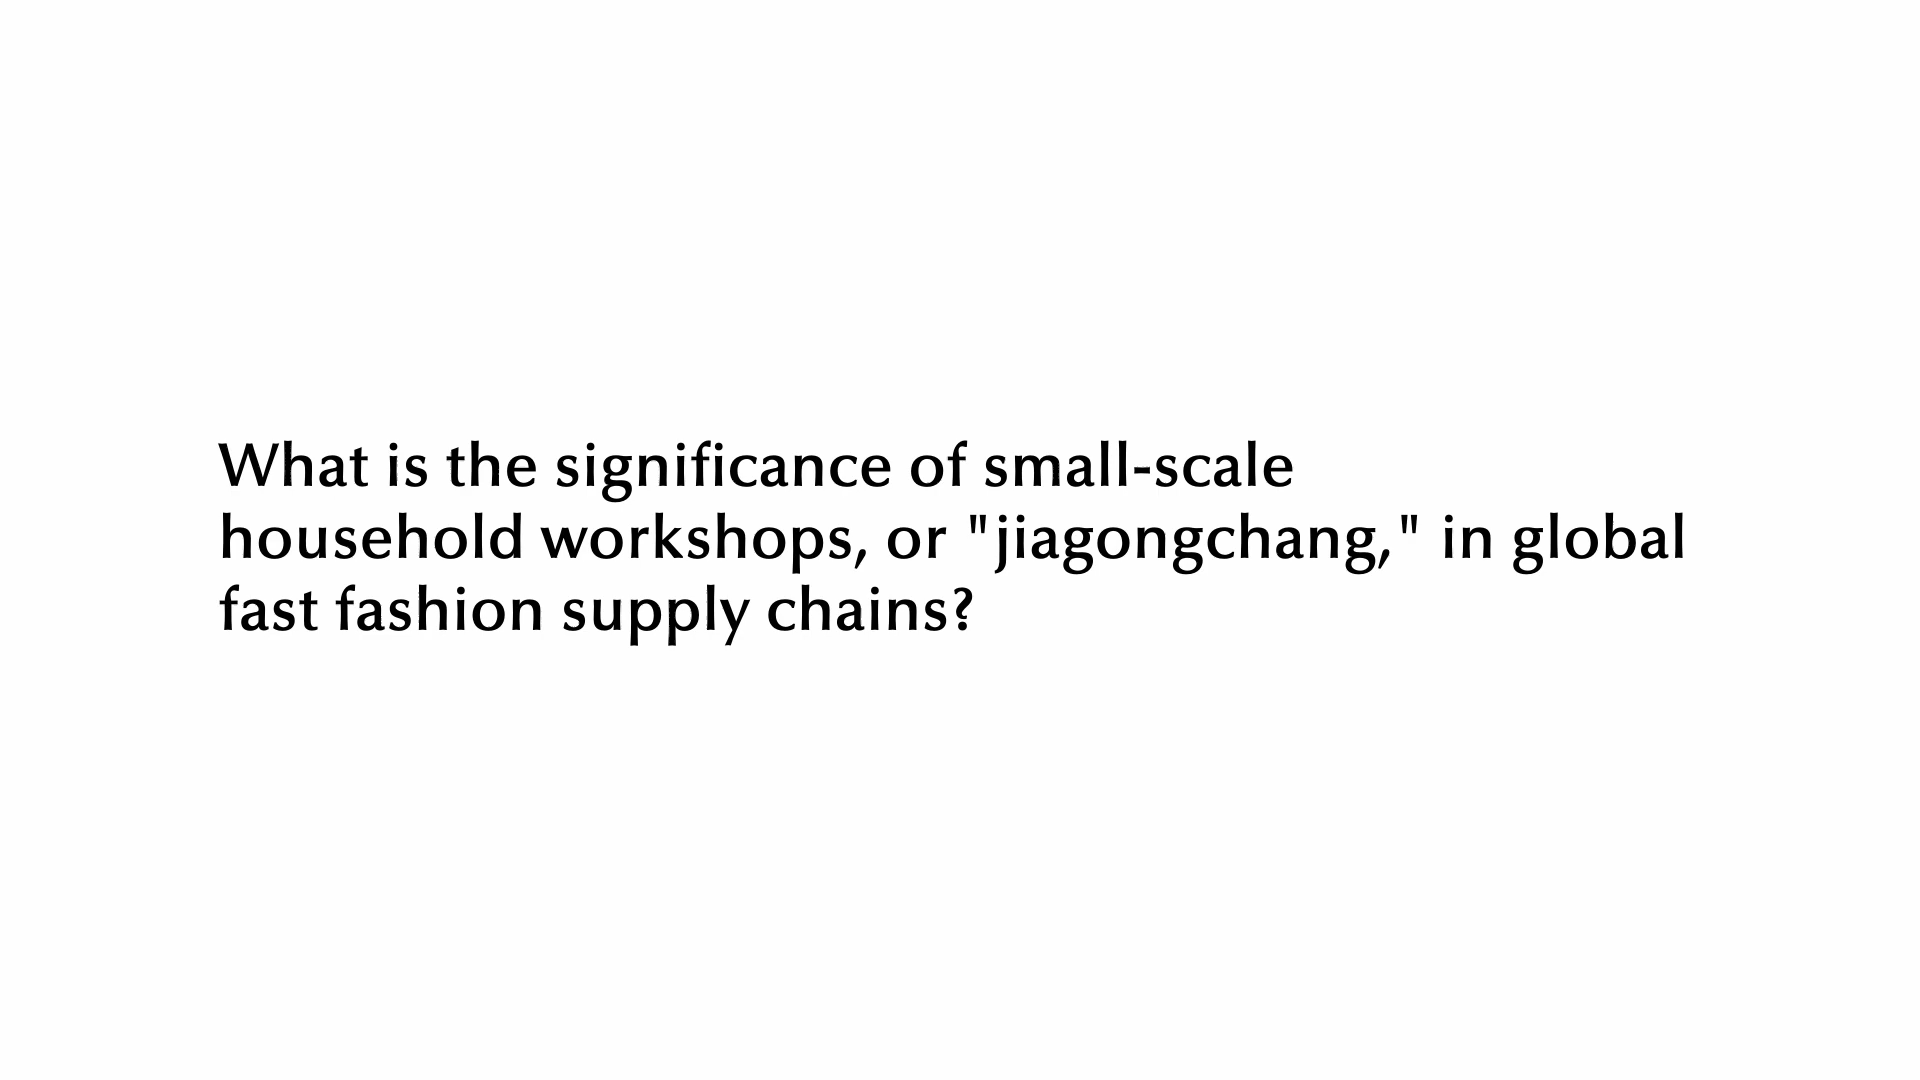 What is the significance of small-scale
household workshops, or "jiagongchang," in global
fast fashion supply chains?